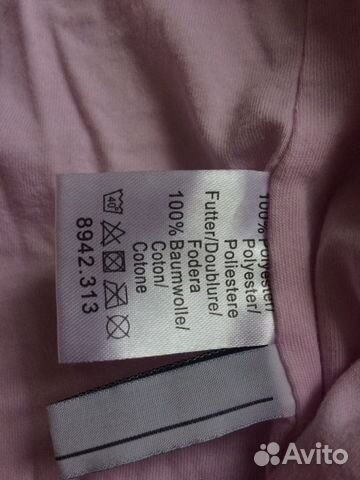 100% Polyester/
Polyester/
Poliestere
Futter/Doublure/
Fodera
100% Baumwolle/
Coton/
Cotone
40
8942.313
Avito